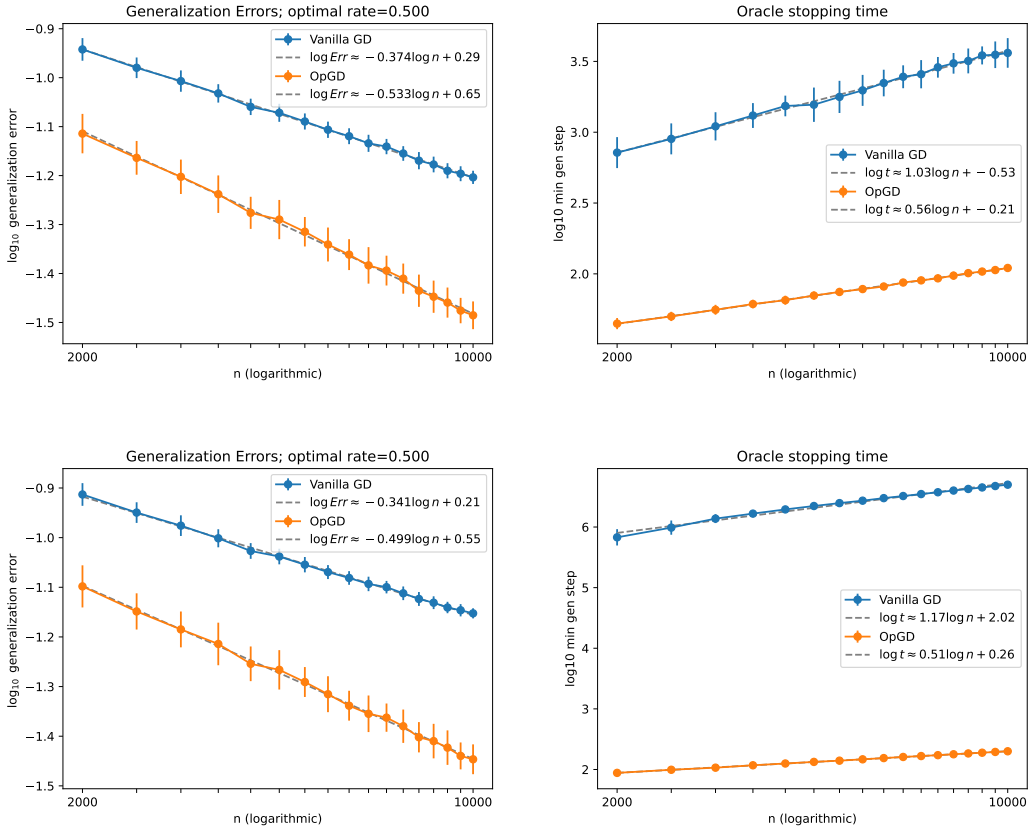 Generalization Errors; optimal rate=0.500
−0.9
−1.0
−1.1
−1.2
−1.3
−1.4
−1.5
log₁₀ generalization error
Vanilla GD
log Err ≈ −0.374log n + 0.29
OpGD
log Err ≈ −0.533log n + 0.65
2000
10000
n (logarithmic)
Oracle stopping time
3.5
3.0
2.5
2.0
log10 min gen step
Vanilla GD
log t ≈ 1.03log n + −0.53
OpGD
log t ≈ 0.56log n + −0.21
2000
10000
n (logarithmic)
Generalization Errors; optimal rate=0.500
−0.9
−1.0
−1.1
−1.2
−1.3
−1.4
−1.5
log₁₀ generalization error
Vanilla GD
log Err ≈ −0.341log n + 0.21
OpGD
log Err ≈ −0.499log n + 0.55
2000
10000
n (logarithmic)
Oracle stopping time
6
5
4
3
2
log10 min gen step
Vanilla GD
log t ≈ 1.17log n + 2.02
OpGD
log t ≈ 0.51log n + 0.26
2000
10000
n (logarithmic)